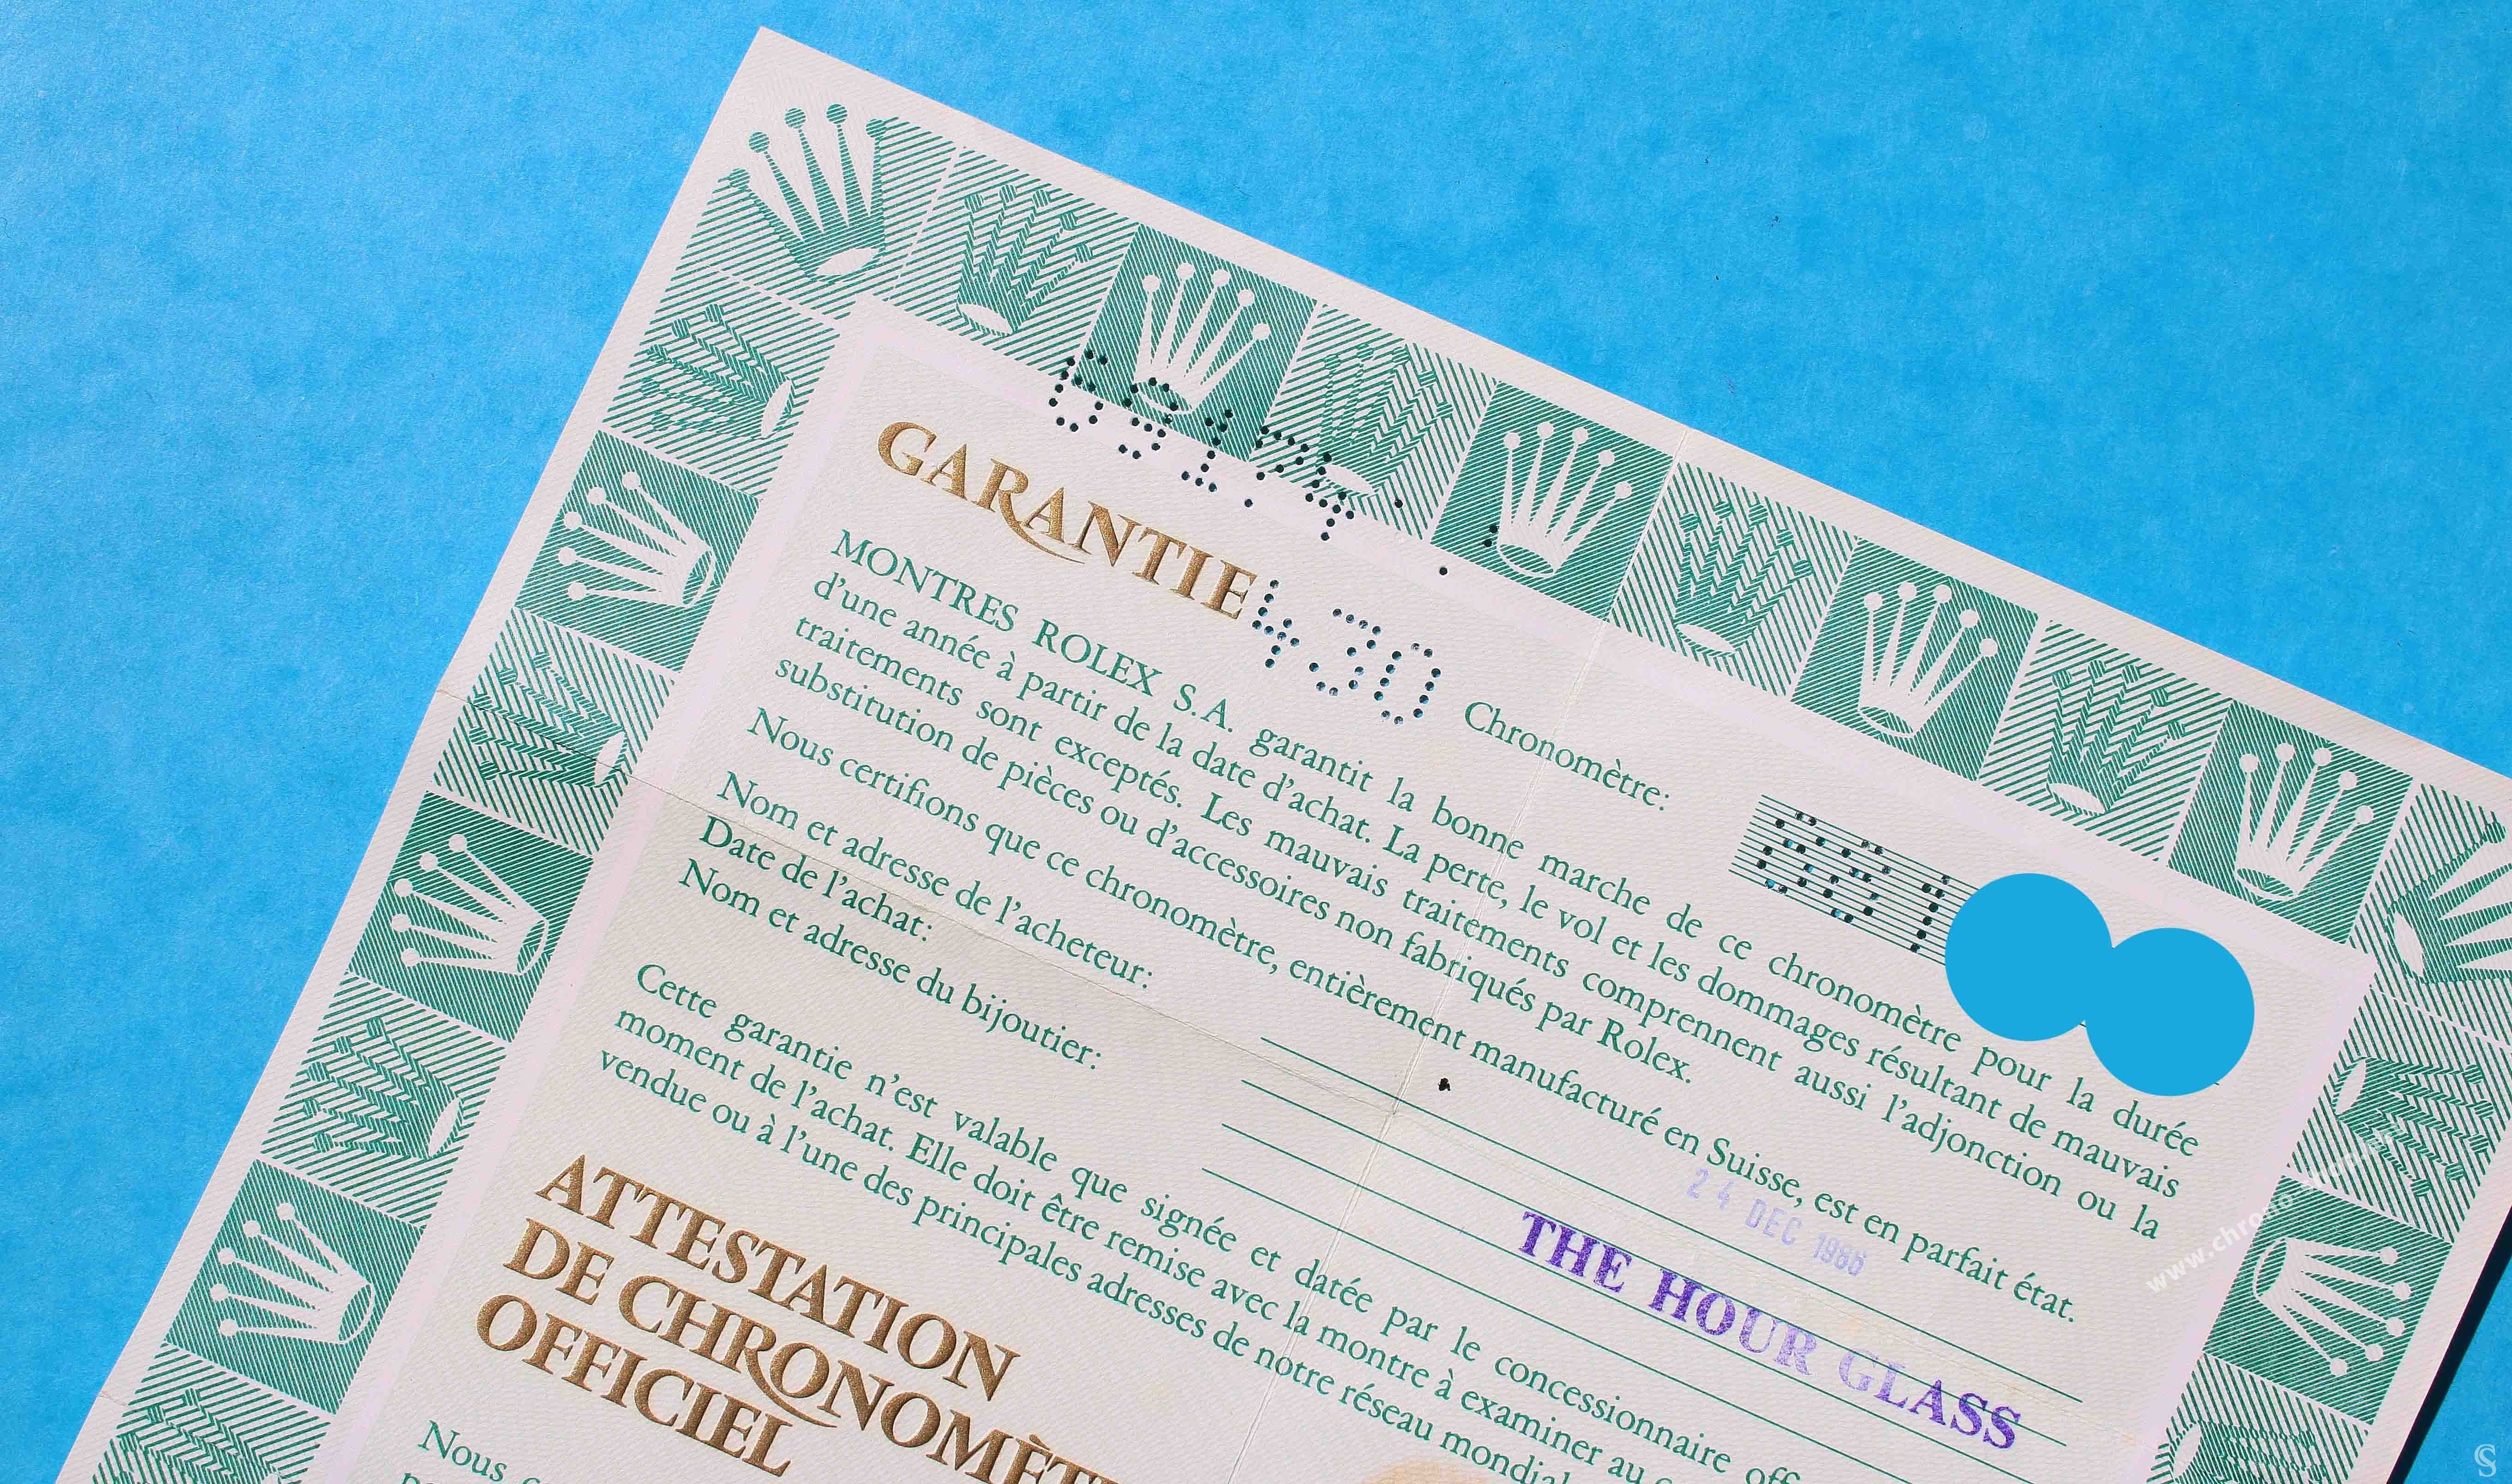 GARANTIE
430
Chronomètre:
MONTRES ROLEX S.A. garantit la bonne marche de ce chronomètre pour la durée
d'une année à partir de la date d'achat. La perte, le vol et les dommages résultant de mauvais
traitements sont exceptés. Les mauvais traitements comprennent aussi l'adjonction ou la
substitution de pièces ou d'accessoires non fabriqués par Rolex.
Nous certifions que ce chronomètre, entièrement manufacturé en Suisse, est en parfait état.
Nom et adresse de l'acheteur:
Date de l'achat: 24 DEC 1986
Nom et adresse du bijoutier: THE HOUR GLASS
Cette garantie n'est valable que signée et datée par le concessionnaire off
moment de l'achat. Elle doit être remise avec la montre à examiner au
vendue ou à l'une des principales adresses de notre réseau mondial
ATTESTATION
DE CHRONOMÈT
OFFICIEL
Nous